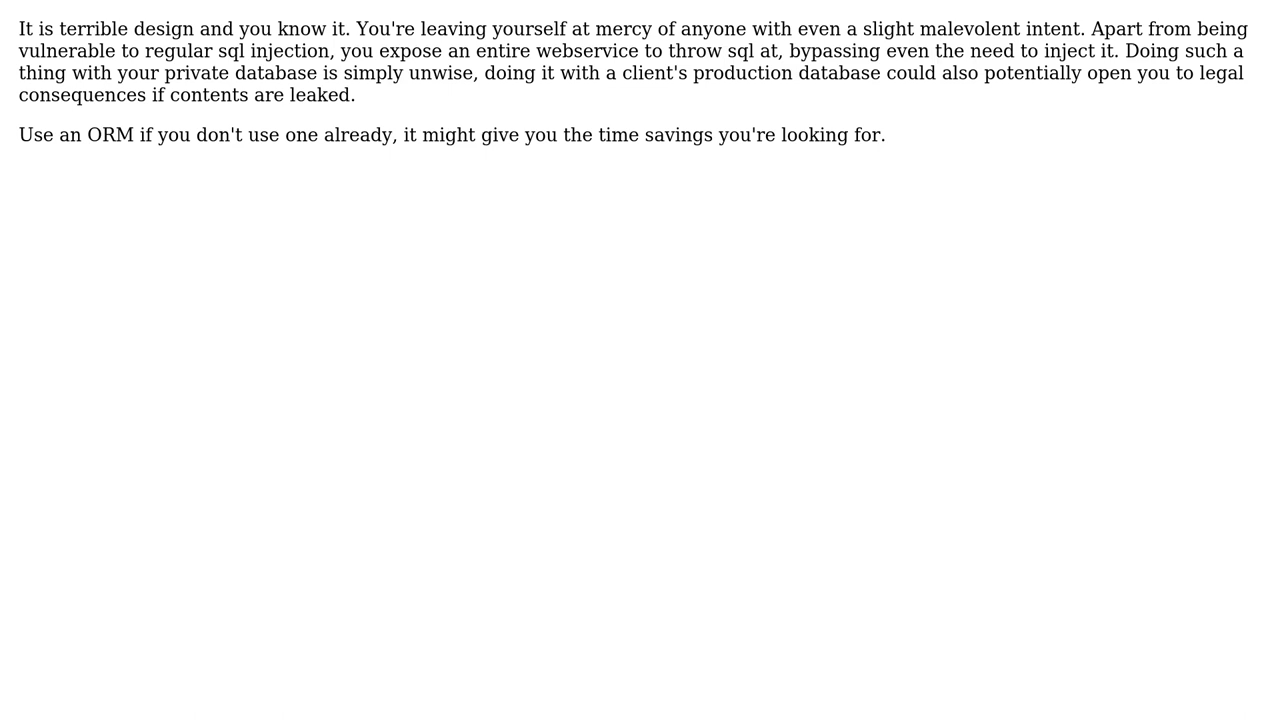 It is terrible design and you know it. You're leaving yourself at mercy of anyone with even a slight malevolent intent. Apart from being
vulnerable to regular sql injection, you expose an entire webservice to throw sql at, bypassing even the need to inject it. Doing such a
thing with your private database is simply unwise, doing it with a client's production database could also potentially open you to legal
consequences if contents are leaked.
Use an ORM if you don't use one already, it might give you the time savings you're looking for.